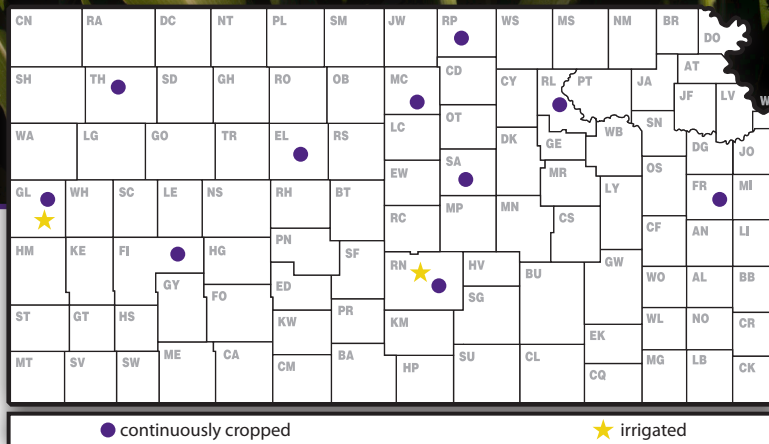 CN RA DC NT PL SM JW RP WS MS NM BR DO
SH TH SD GH RO OB MC CD CY RL PT JA AT
JF LV W
WA LG GO TR EL RS LC OT DK GE WB SN DG JO
GL WH SC LE NS RH BT EW SA MR LY OS FR MI
RC MP MN CS CF AN LI
HM KE FI HG PN SF RN HV BU GW WO AL BB
GY FO ED SG
ST GT HS KW PR KM EK WL NO CR
MT SV SW ME CA CM BA HP SU CL CQ MG LB CK
continuously cropped irrigated